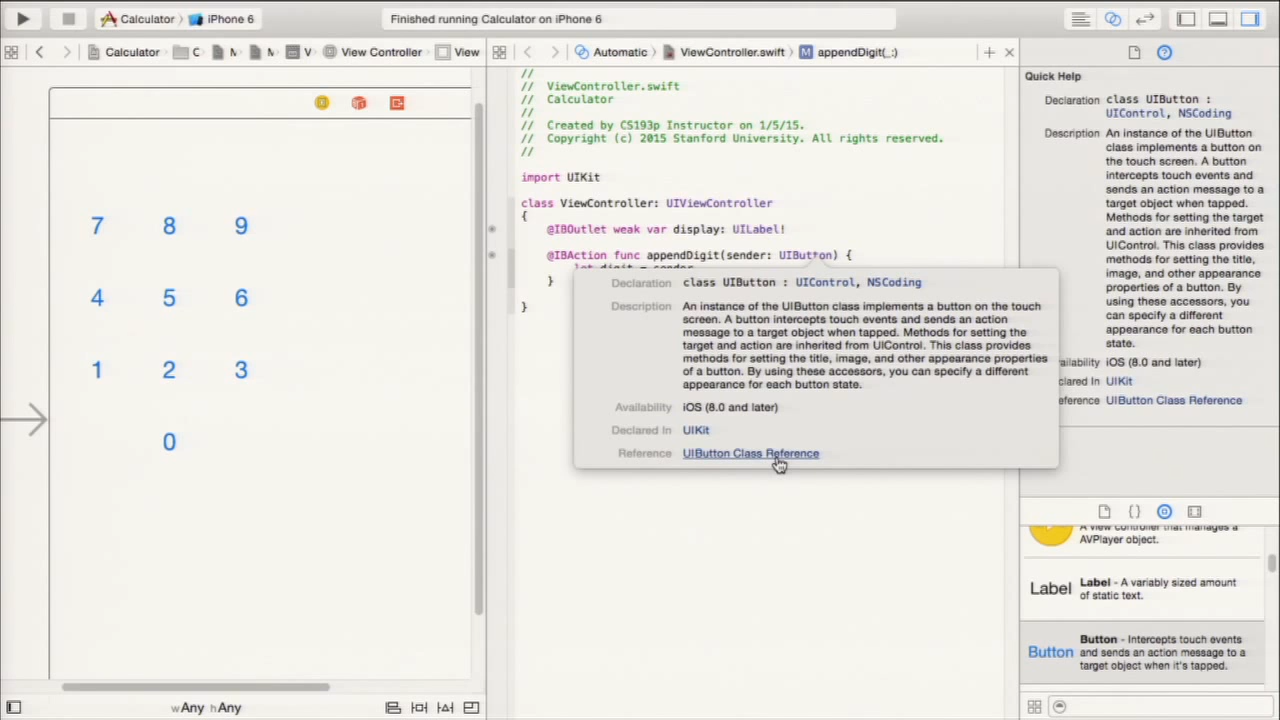 Calculator
iPhone 6
Finished running Calculator on iPhone 6
Calculator
C
M
M
V
View Controller
View
Automatic
ViewController.swift
M
appendDigit(_:)
7 8 9
4 5 6
1 2 3
0
wAny hAny
//
// ViewController.swift
// Calculator
//
// Created by CS193p Instructor on 1/5/15.
// Copyright (c) 2015 Stanford University. All rights reserved.
//
import UIKit
class ViewController: UIViewController
{
@IBOutlet weak var display: UILabel!
@IBAction func appendDigit(sender: UIButton) {
let digit = sender
}
}
Declaration class UIButton : UIControl, NSCoding
Description An instance of the UIButton class implements a button on the touch
screen. A button intercepts touch events and sends an action
message to a target object when tapped. Methods for setting the
target and action are inherited from UIControl. This class provides
methods for setting the title, image, and other appearance properties
of a button. By using these accessors, you can specify a different
appearance for each button state.
Availability iOS (8.0 and later)
Declared In UIKit
Reference UIButton Class Reference
Quick Help
Declaration class UIButton :
UIControl, NSCoding
Description An instance of the UIButton
class implements a button on
the touch screen. A button
intercepts touch events and
sends an action message to a
target object when tapped.
Methods for setting the target
and action are inherited from
UIControl. This class provides
methods for setting the title,
image, and other appearance
properties of a button. By
using these accessors, you
can specify a different
appearance for each button
state.
ailability iOS (8.0 and later)
eclared In UIKit
eference UIButton Class Reference
{}
A view controller that manages a
AVPlayer object.
Label
Label - A variably sized amount
of static text.
Button
Button - Intercepts touch events
and sends an action message to a
target object when it's tapped.